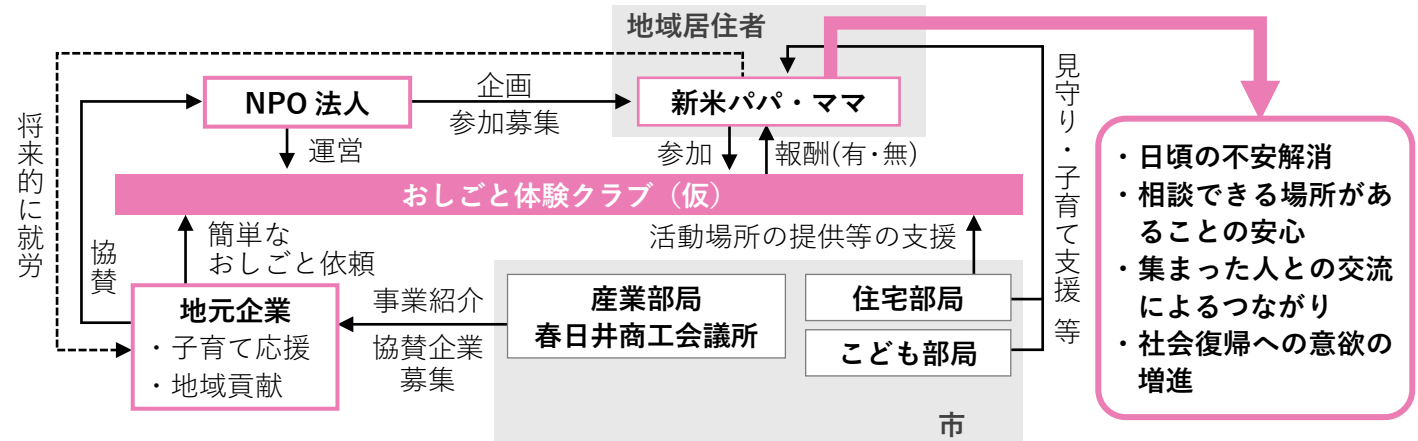 地域居住者
NPO 法人
企画
参加募集
新米パパ・ママ
将来的に就労
運営
参加
報酬(有・無)
見守り・子育て支援 等
おしごと体験クラブ（仮）
協賛
簡単な
おしごと依頼
活動場所の提供等の支援
地元企業
・子育て応援
・地域貢献
事業紹介
協賛企業
募集
産業部局
春日井商工会議所
住宅部局
こども部局
市
・日頃の不安解消
・相談できる場所があ
ることの安心
・集まった人との交流
によるつながり
・社会復帰への意欲の
増進